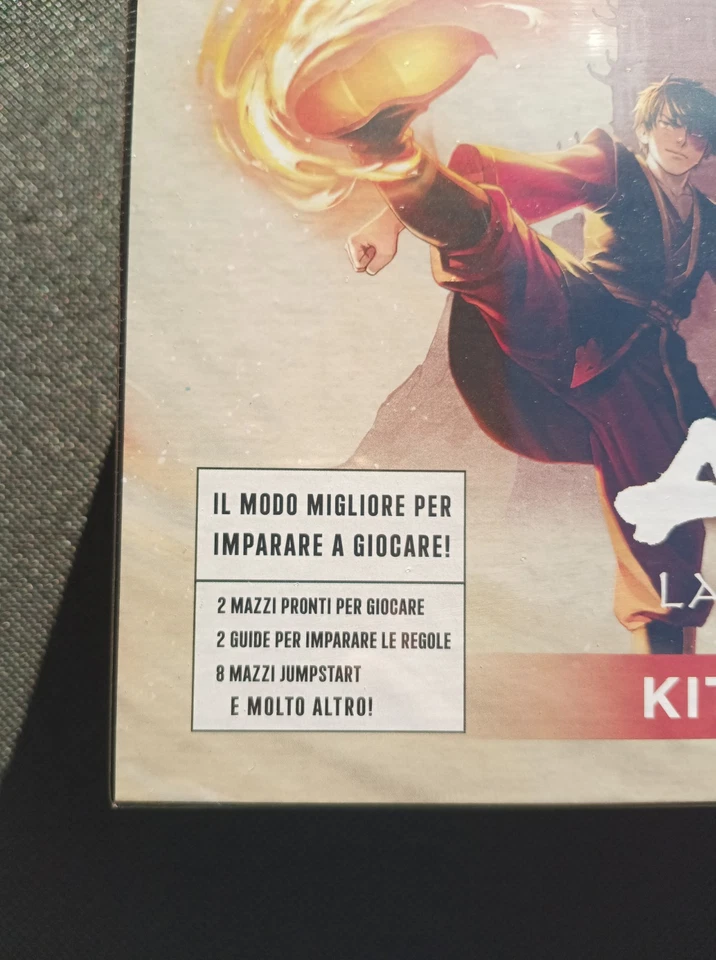 IL MODO MIGLIORE PER
IMPARARE A GIOCARE!
2 MAZZI PRONTI PER GIOCARE
2 GUIDE PER IMPARARE LE REGOLE
8 MAZZI JUMPSTART
E MOLTO ALTRO!
A
LA
KIT